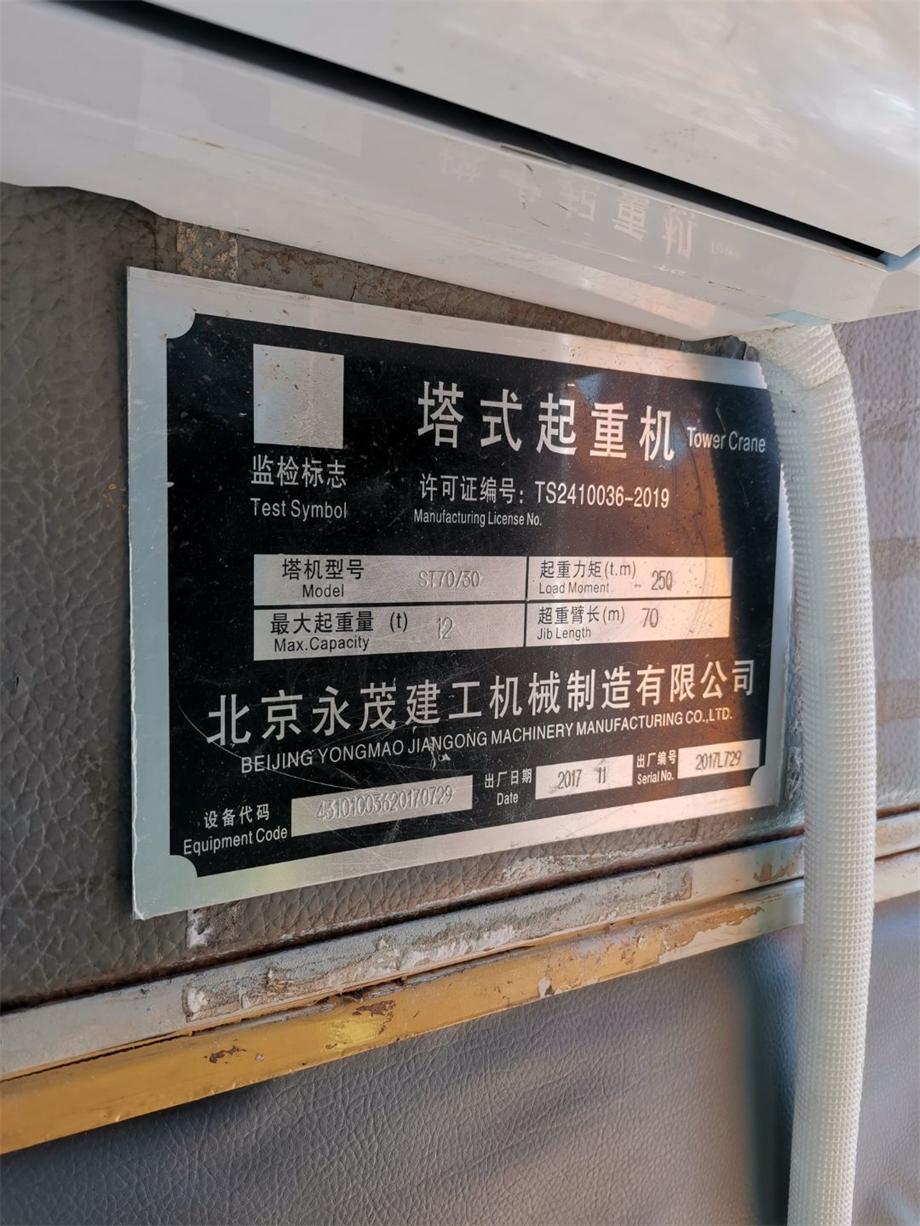 塔式起重机 Tower Crane
监检标志
Test Symbol
许可证编号: TS2410036-2019
Manufacturing License No.
塔机型号 ST70/30 起重力矩(t.m) 250
Model Load Moment
最大起重量 (t) 12 起重臂长(m) 70
Max.Capacity Jib Length
北京永茂建工机械制造有限公司
BEIJING YONGMAO JIANGONG MACHINERY MANUFACTURING CO.,LTD.
设备代码 43101003620170729 出厂日期 2017 11 出厂编号 2017L729
Equipment Code Date Serial No.